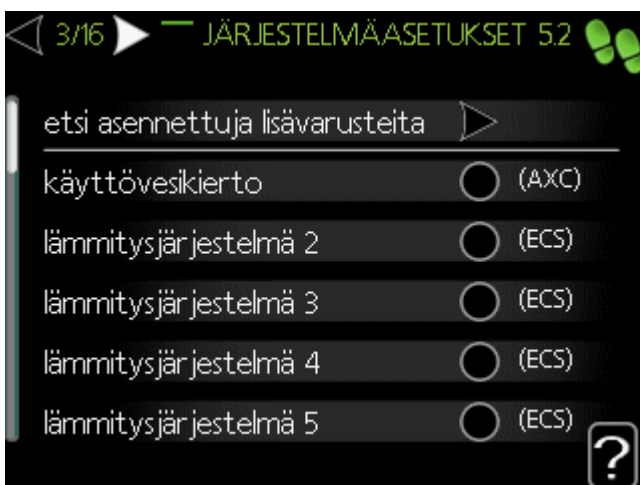 3/16 JÄRJESTELMÄASETUKSET 5.2
etsi asennettuja lisävarusteita
käyttövesikierto (AXC)
lämmitysjärjestelmä 2 (ECS)
lämmitysjärjestelmä 3 (ECS)
lämmitysjärjestelmä 4 (ECS)
lämmitysjärjestelmä 5 (ECS)
?